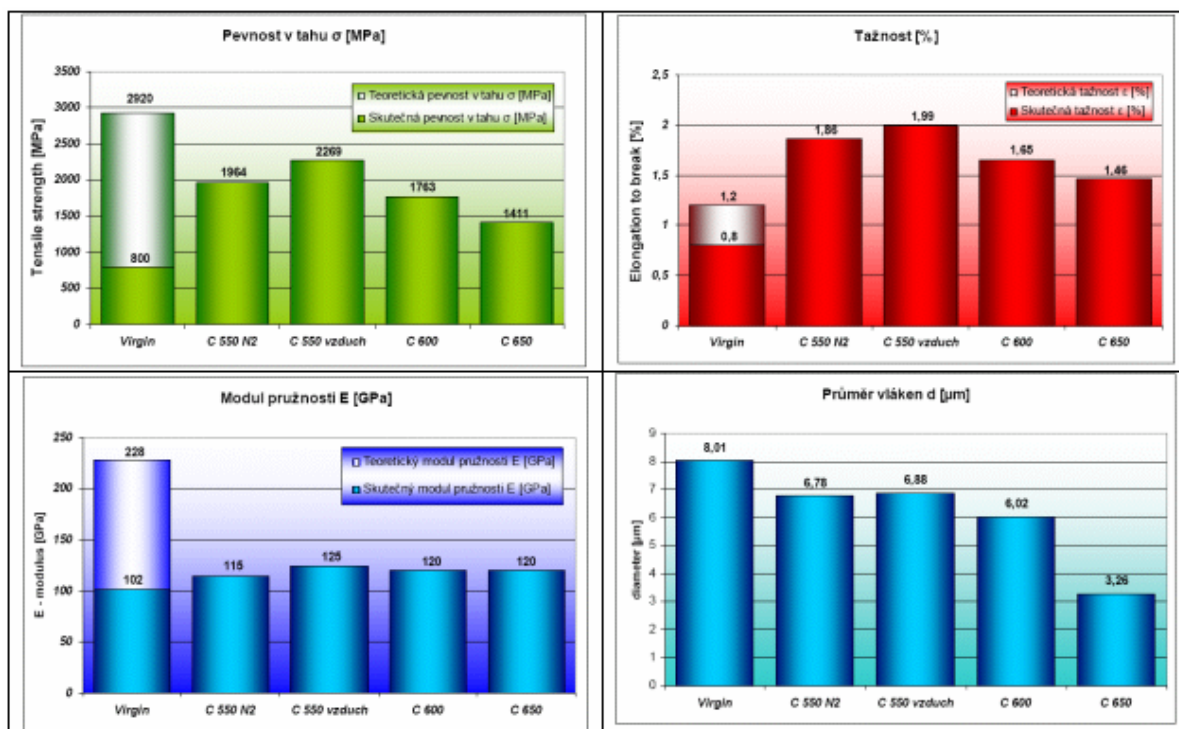 Pevnost v tahu σ [MPa]
Tensile strength [MPa]
3500
3000
2500
2000
1500
1000
500
0
Teoretická pevnost v tahu σ [MPa]
Skutečná pevnost v tahu σ [MPa]
2920
800
1964
2269
1763
1411
Virgin
C 550 N2
C 550 vzduch
C 600
C 650
Tažnost [%]
Elongation to break [%]
2,5
2
1,5
1
0,5
0
Teoretická tažnost ε [%]
Skutečná tažnost ε [%]
1,2
0,8
1,86
1,99
1,65
1,46
Virgin
C 550 N2
C 550 vzduch
C 600
C 650
Modul pružnosti E [GPa]
E - modulus [GPa]
250
200
150
100
50
0
Teoretický modul pružnosti E [GPa]
Skutečný modul pružnosti E [GPa]
228
102
115
125
120
120
Virgin
C 550 N2
C 550 vzduch
C 600
C 650
Průměr vláken d [µm]
diameter [µm]
9
8
7
6
5
4
3
2
1
0
8,01
6,78
6,88
6,02
3,26
Virgin
C 550 N2
C 550 vzduch
C 600
C 650